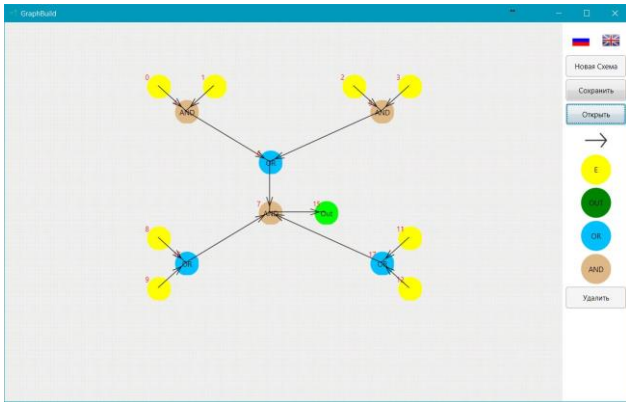 GraphBuild
Новая Схема
Сохранить
Открыть
E
OUT
OR
AND
Удалить
0
1
2
3
AND
AND
OR
7
AND
Out
8
11
OR
OR
9